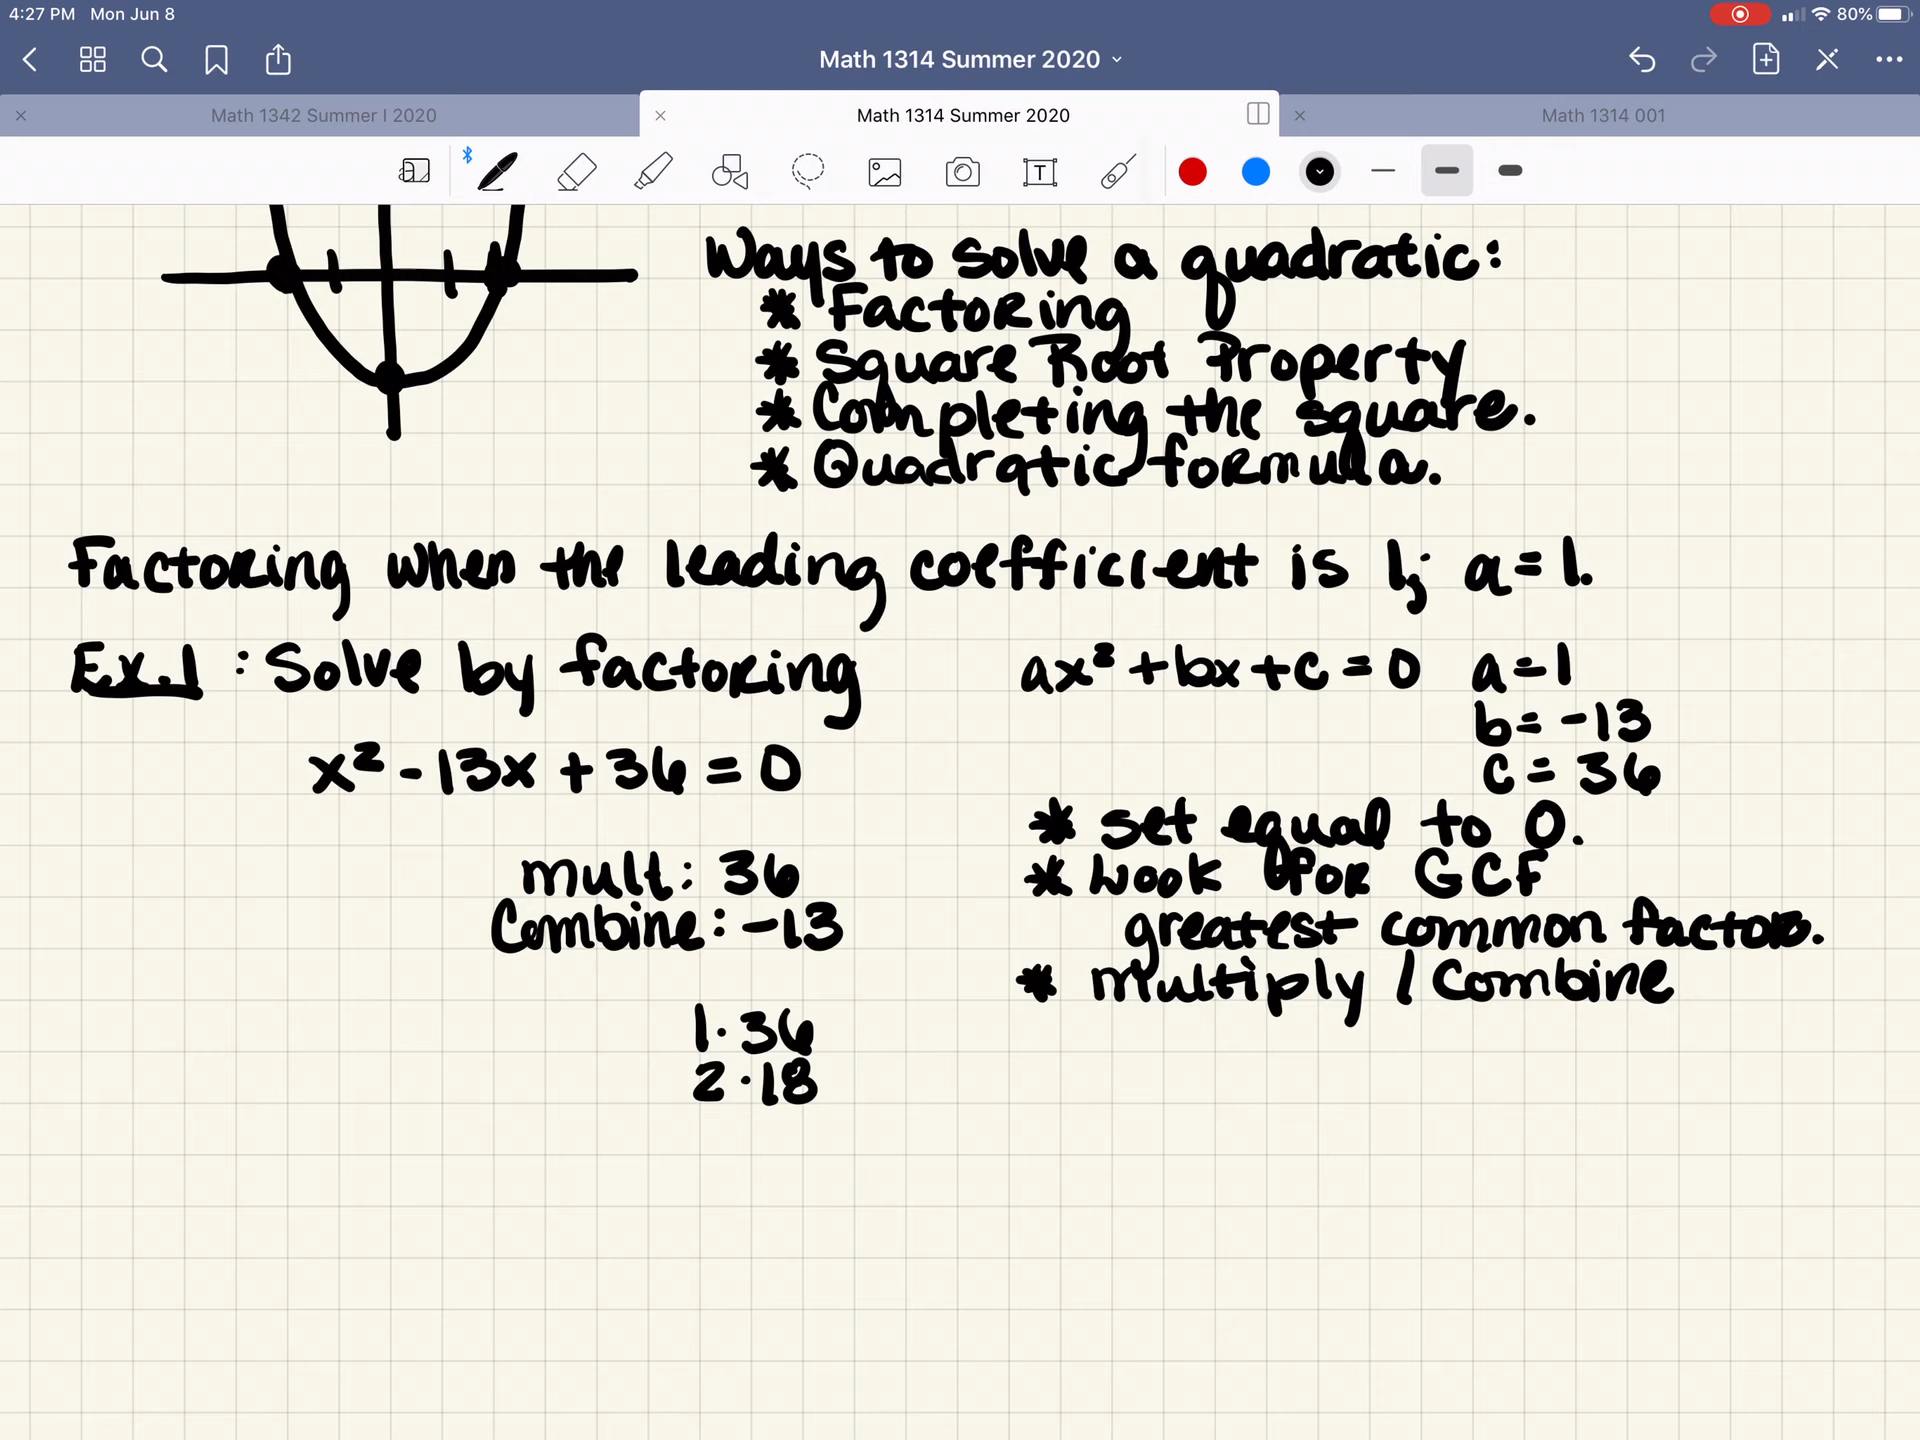 4:27 PM Mon Jun 8
80%
Math 1314 Summer 2020
Math 1342 Summer I 2020
Math 1314 Summer 2020
Math 1314 001
a
T
Ways to solve a quadratic:
* Factoring
* Square Root Property
* Completing the square.
* Quadratic formula.
Factoring when the leading coefficient is 1; a = 1.
Ex. 1 : Solve by factoring
ax² + bx + c = 0 a = 1
b = -13
x² - 13x + 36 = 0
c = 36
* set equal to 0.
mult: 36
* Look for GCF
Combine: -13
greatest common factor.
* Multiply / Combine
1 · 36
2 · 18